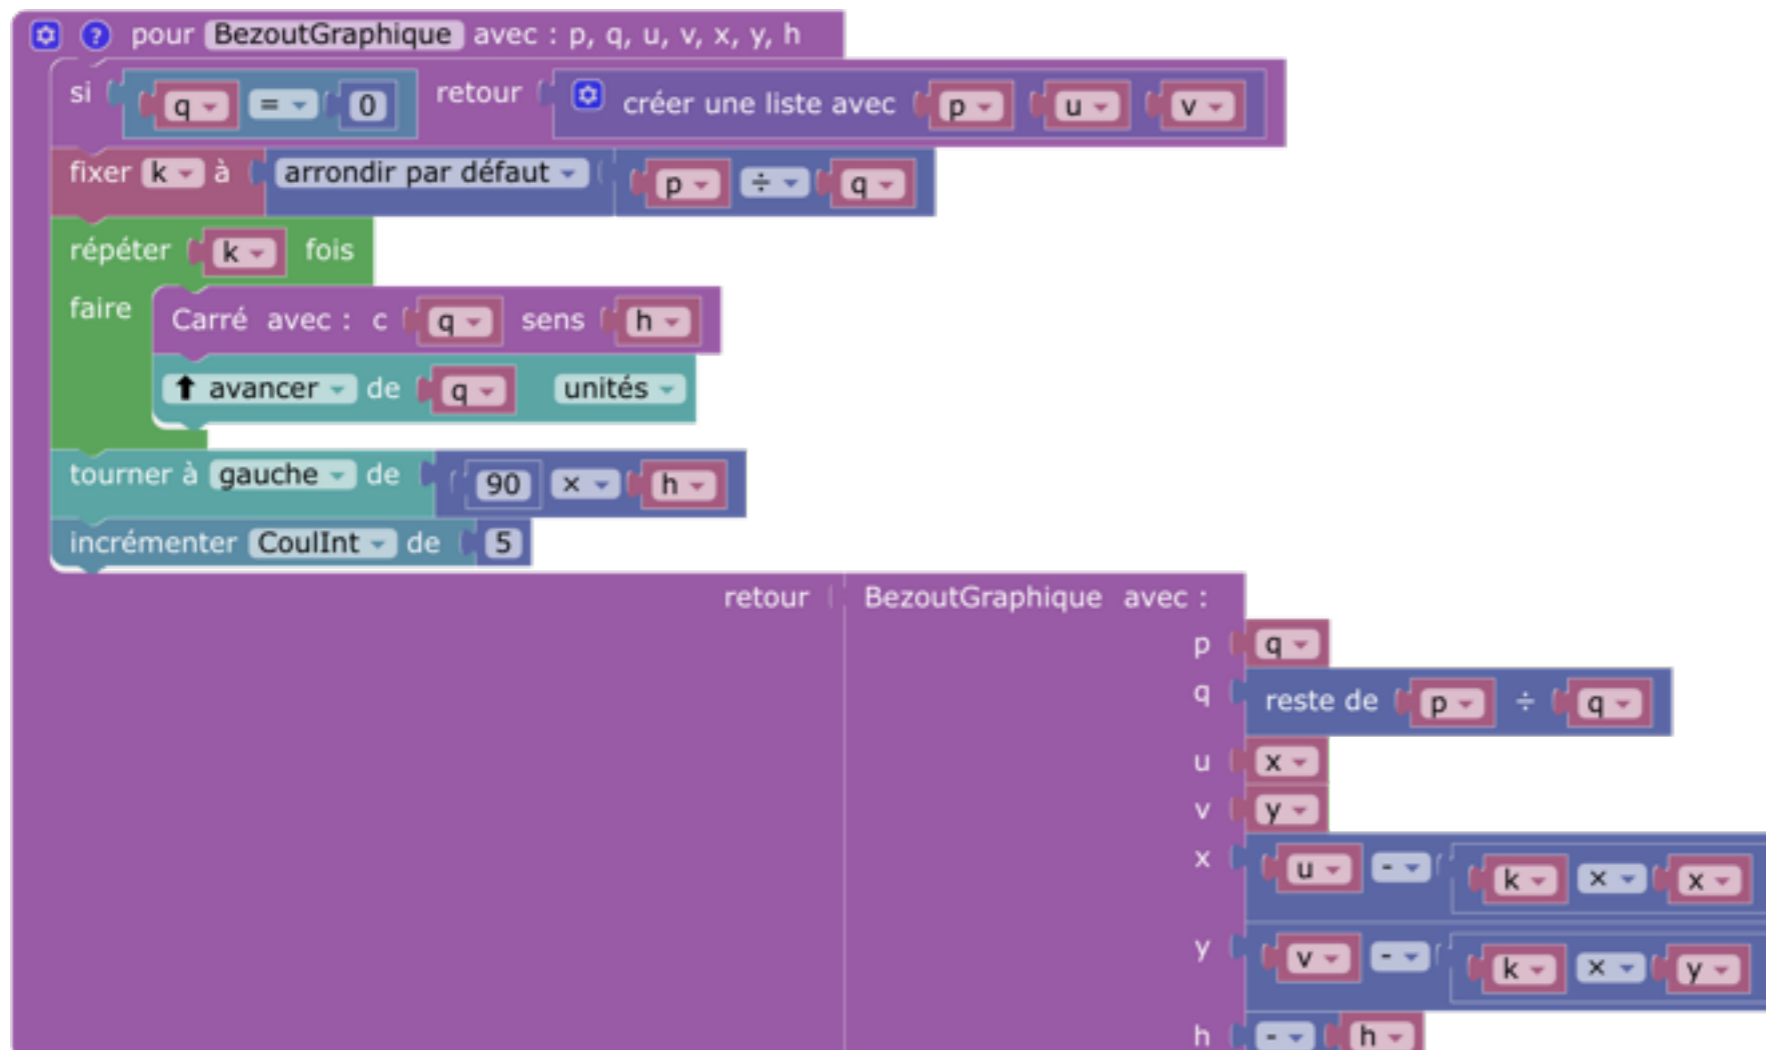 ? pour BezoutGraphique avec : p, q, u, v, x, y, h
si q = 0 retour créer une liste avec p u v
fixer k à arrondir par défaut p ÷ q
répéter k fois
faire Carré avec : c q sens h
avancer de q unités
tourner à gauche de 90 × h
incrémenter CoulInt de 5
retour BezoutGraphique avec :
p q
q reste de p ÷ q
u x
v y
x u - k × x
y v - k × y
h - h